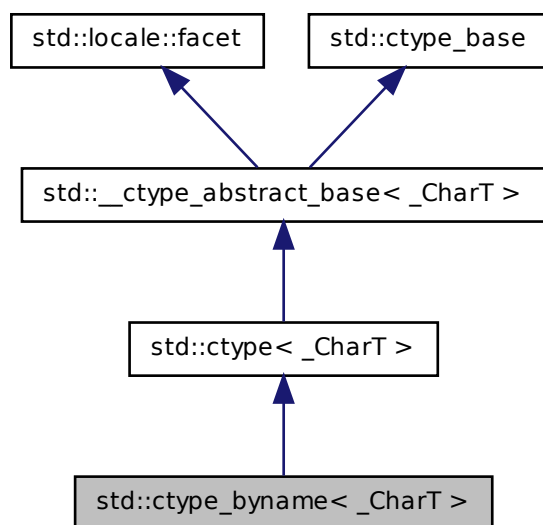 std::locale::facet
std::ctype_base
std::__ctype_abstract_base< _CharT >
std::ctype< _CharT >
std::ctype_byname< _CharT >